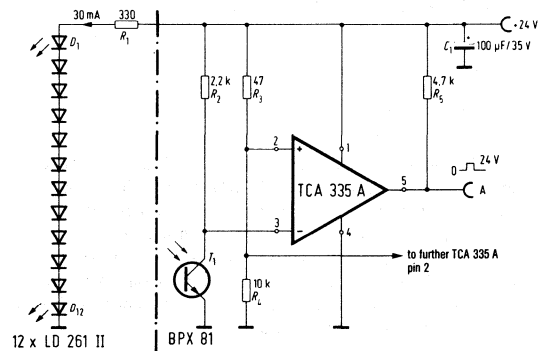 30 mA
330
R1
D1
2,2 k
R2
47
R3
4,7 k
R5
+24 V
C1
+
100 µF/35 V
2
+
1
TCA 335 A
5
0
24 V
A
3
−
4
T1
to further TCA 335 A
pin 2
10 k
R4
D12
12 x LD 261 II
BPX 81